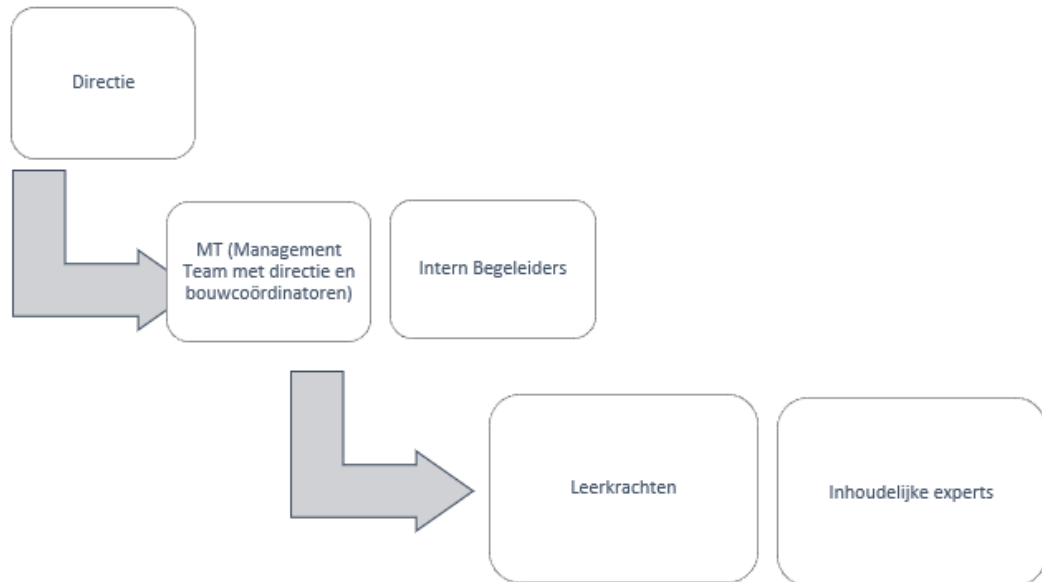 Directie
MT (Management
Team met directie en
bouwcoördinatoren)
Intern Begeleiders
Leerkrachten
Inhoudelijke experts